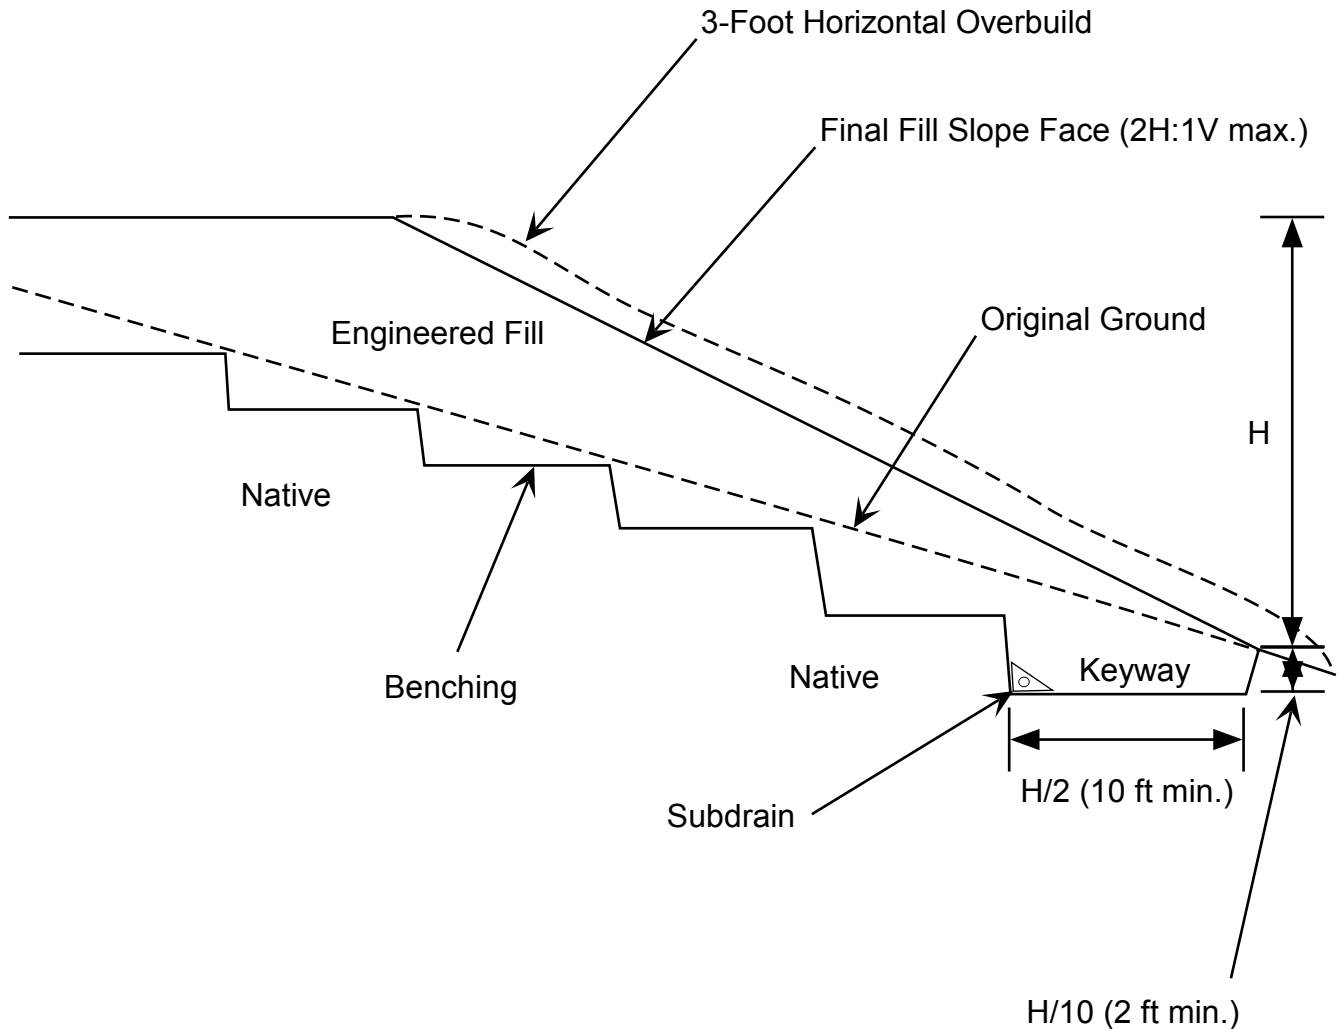 3-Foot Horizontal Overbuild
Final Fill Slope Face (2H:1V max.)
Original Ground
Engineered Fill
H
Native
Native
Keyway
Benching
H/2 (10 ft min.)
Subdrain
H/10 (2 ft min.)